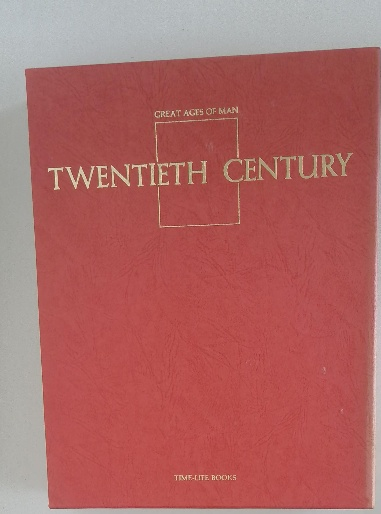 GREAT AGES OF MAN
TWENTIETH CENTURY
TIME-LIFE BOOKS